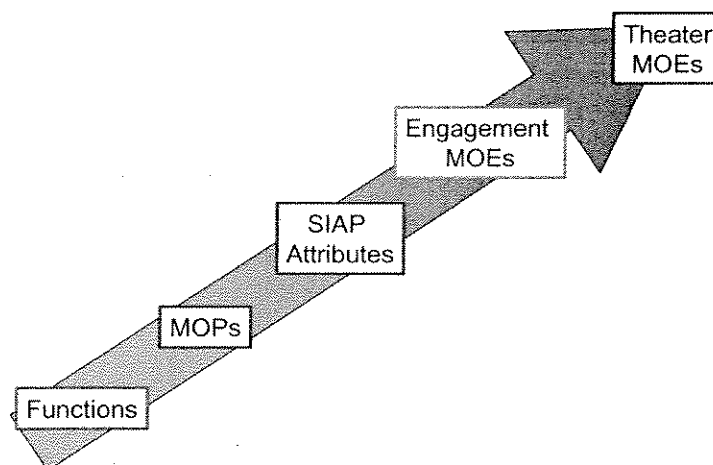 Theater
MOEs
Engagement
MOEs
SIAP
Attributes
MOPs
Functions